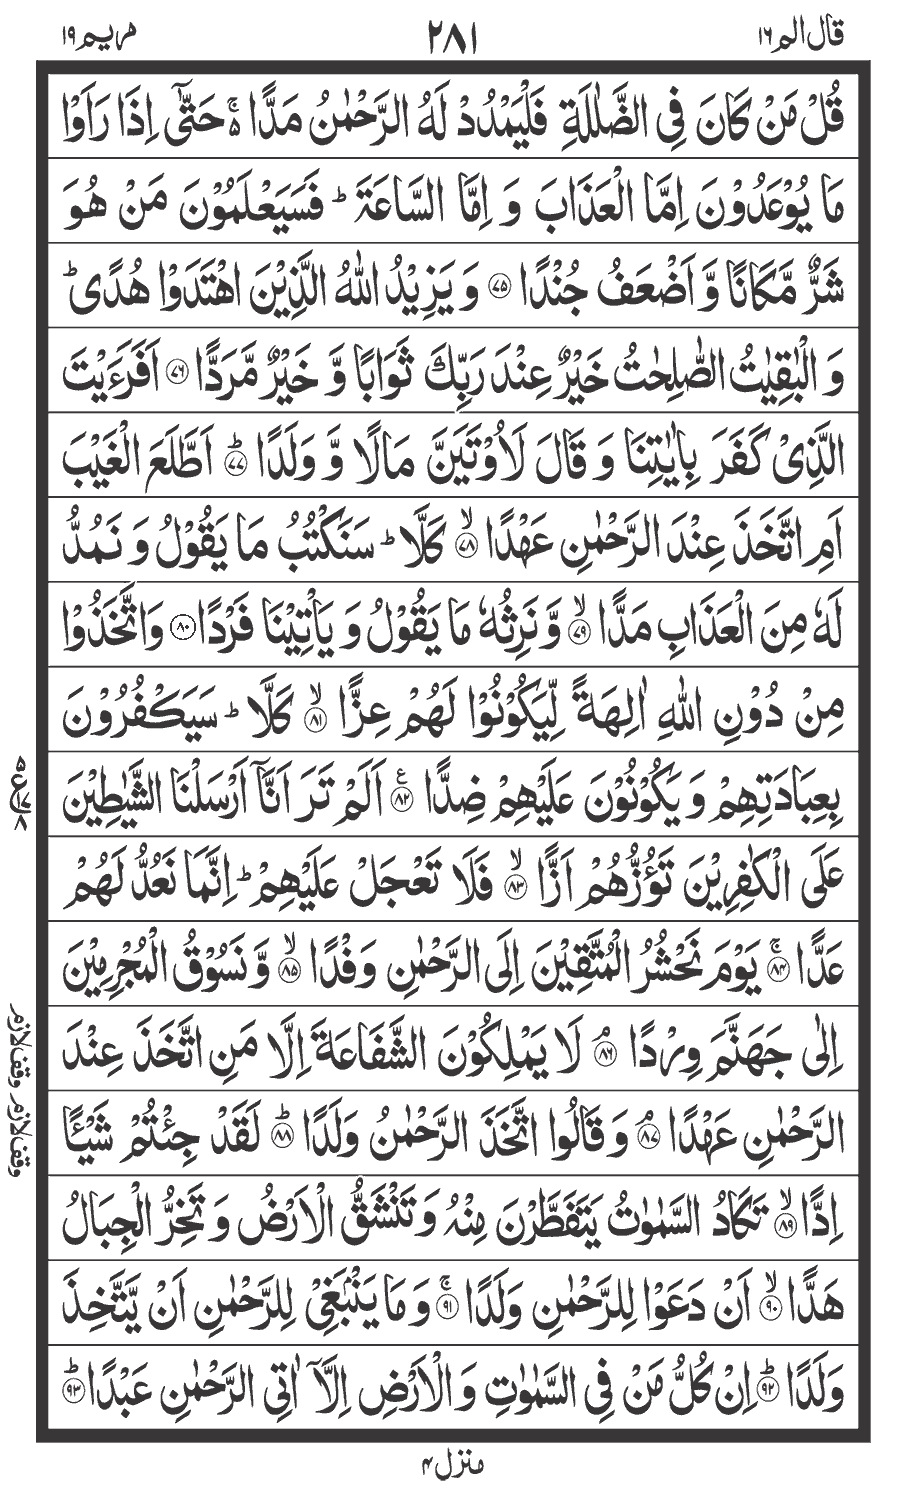 قال الم ١٦
٢٨١
مريم ١٩
قُلْ مَنْ كَانَ فِى الضَّلٰلَةِ فَلْيَمْدُدْ لَهُ الرَّحْمٰنُ مَدًّا ۚ۬ حَتّٰٓى اِذَا رَاَوْا
مَا يُوْعَدُوْنَ اِمَّا الْعَذَابَ وَ اِمَّا السَّاعَةَ ؕ فَسَيَعْلَمُوْنَ مَنْ هُوَ
شَرٌّ مَّكَانًا وَّ اَضْعَفُ جُنْدًا ۝٧٥ وَ يَزِيْدُ اللّٰهُ الَّذِيْنَ اهْتَدَوْا هُدًى ؕ
وَ الْبٰقِيٰتُ الصّٰلِحٰتُ خَيْرٌ عِنْدَ رَبِّكَ ثَوَابًا وَّ خَيْرٌ مَّرَدًّا ۝٧٦ اَفَرَءَيْتَ
الَّذِىْ كَفَرَ بِاٰيٰتِنَا وَ قَالَ لَاُوْتَيَنَّ مَالًا وَّ وَلَدًا ؕ۝٧٧ اَطَّلَعَ الْغَيْبَ
اَمِ اتَّخَذَ عِنْدَ الرَّحْمٰنِ عَهْدًا ۙ۝٧٨ كَلَّا ؕ سَنَكْتُبُ مَا يَقُوْلُ وَ نَمُدُّ
لَهٗ مِنَ الْعَذَابِ مَدًّا ۙ۝٧٩ وَّ نَرِثُهٗ مَا يَقُوْلُ وَ يَاْتِيْنَا فَرْدًا ۝٨٠ وَ اتَّخَذُوْا
مِنْ دُوْنِ اللّٰهِ اٰلِهَةً لِّيَكُوْنُوْا لَهُمْ عِزًّا ۙ۝٨١ كَلَّا ؕ سَيَكْفُرُوْنَ
بِعِبَادَتِهِمْ وَ يَكُوْنُوْنَ عَلَيْهِمْ ضِدًّا ۠۝٨٢ اَلَمْ تَرَ اَنَّاۤ اَرْسَلْنَا الشَّيٰطِيْنَ
عَلَى الْكٰفِرِيْنَ تَؤُزُّهُمْ اَزًّا ۙ۝٨٣ فَلَا تَعْجَلْ عَلَيْهِمْ ؕ اِنَّمَا نَعُدُّ لَهُمْ
عَدًّا ۚ۝٨٤ يَوْمَ نَحْشُرُ الْمُتَّقِيْنَ اِلَى الرَّحْمٰنِ وَفْدًا ۙ۝٨٥ وَّ نَسُوْقُ الْمُجْرِمِيْنَ
اِلٰى جَهَنَّمَ وِرْدًا ۘ۝٨٦ لَا يَمْلِكُوْنَ الشَّفَاعَةَ اِلَّا مَنِ اتَّخَذَ عِنْدَ
الرَّحْمٰنِ عَهْدًا ۘ۝٨٧ وَ قَالُوا اتَّخَذَ الرَّحْمٰنُ وَلَدًا ؕ۝٨٨ لَقَدْ جِئْتُمْ شَيْـًٔا
اِدًّا ۙ۝٨٩ تَكَادُ السَّمٰوٰتُ يَتَفَطَّرْنَ مِنْهُ وَ تَنْشَقُّ الْاَرْضُ وَ تَخِرُّ الْجِبَالُ
هَدًّا ۙ۝٩٠ اَنْ دَعَوْا لِلرَّحْمٰنِ وَلَدًا ۚ۝٩١ وَ مَا يَنْۢبَغِىْ لِلرَّحْمٰنِ اَنْ يَّتَّخِذَ
وَلَدًا ؕ۝٩٢ اِنْ كُلُّ مَنْ فِى السَّمٰوٰتِ وَ الْاَرْضِ اِلَّاۤ اٰتِى الرَّحْمٰنِ عَبْدًا ؕ۝٩٣
وقف لازم وقف لازم
منزل ٤